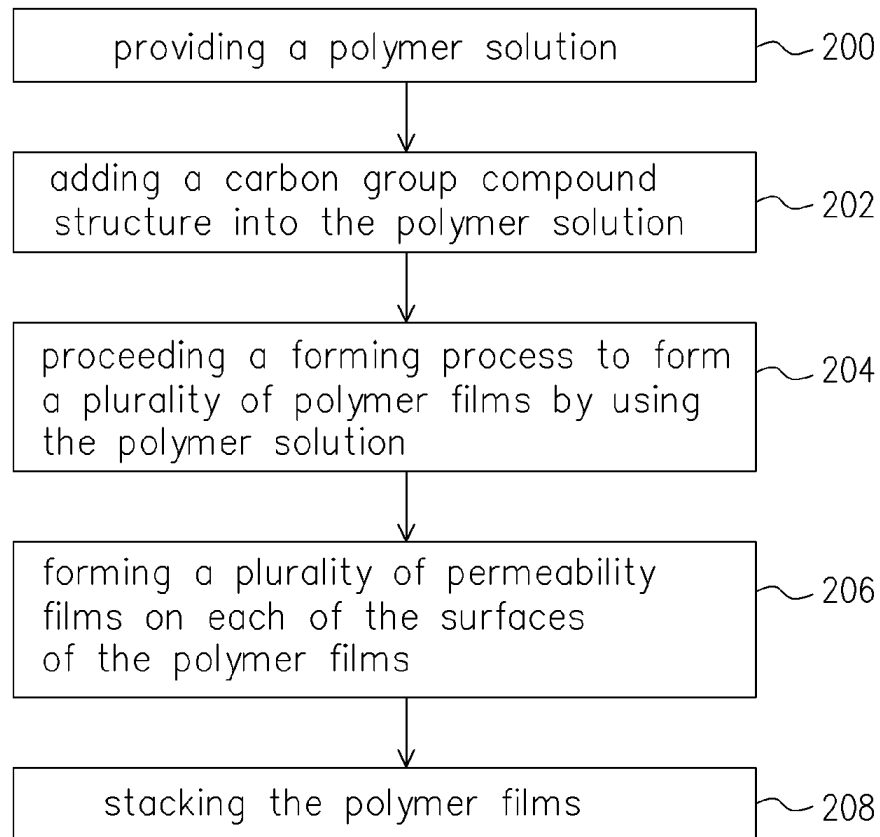 providing a polymer solution
200
adding a carbon group compound
structure into the polymer solution
202
proceeding a forming process to form
a plurality of polymer films by using
the polymer solution
204
forming a plurality of permeability
films on each of the surfaces
of the polymer films
206
stacking the polymer films
208